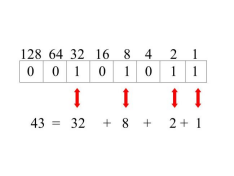 128 64 32 16 8 4 2 1
0 0 1 0 1 0 1 1
43 = 32 + 8 + 2 + 1